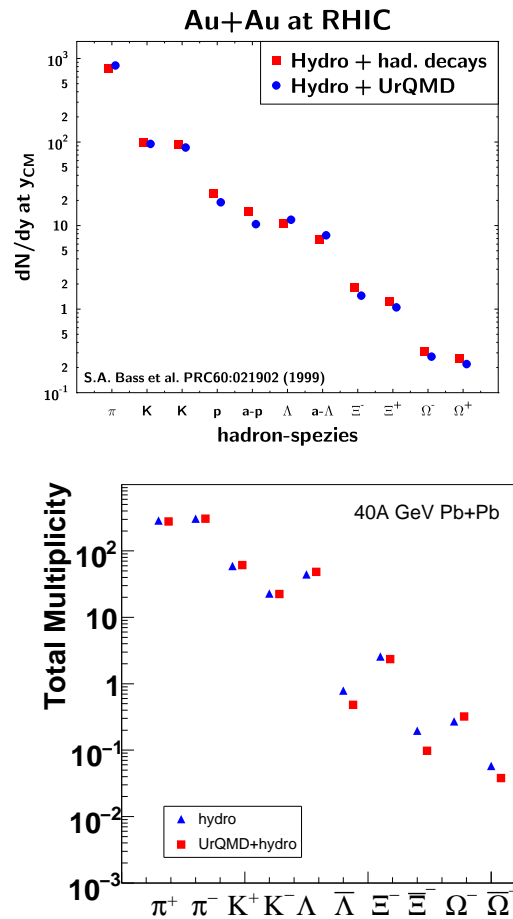 Au+Au at RHIC
Hydro + had. decays
Hydro + UrQMD
dN/dy at y_CM
10³
5
2
10²
5
2
10
5
2
1
5
2
10⁻¹
S.A. Bass et al. PRC60:021902 (1999)
π K K p a-p Λ a-Λ Ξ⁻ Ξ⁺ Ω⁻ Ω⁺
hadron-spezies
40A GeV Pb+Pb
Total Multiplicity
10²
10
1
10⁻¹
10⁻²
10⁻³
hydro
UrQMD+hydro
π⁺ π⁻ K⁺ K⁻ Λ Λ̅ Ξ⁻ Ξ̅⁻ Ω⁻ Ω̅⁻